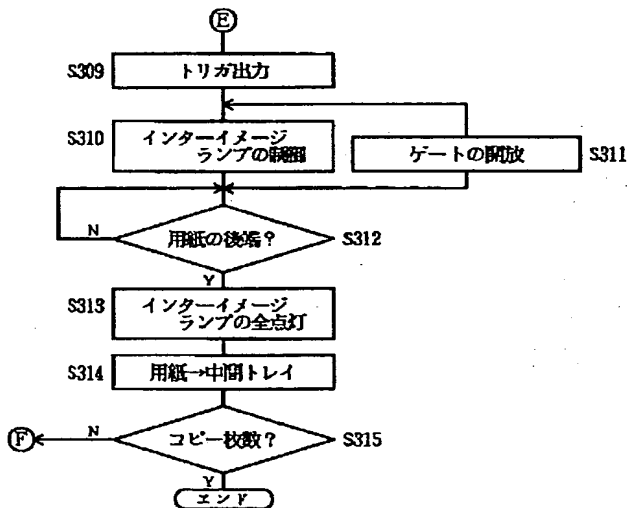 E
S309
トリガ出力
S310
インターイメージ
ランプの制御
ゲートの開放
S311
N
用紙の後端?
S312
Y
S313
インターイメージ
ランプの全点灯
S314
用紙→中間トレイ
F
N
コピー枚数?
S315
Y
エンド